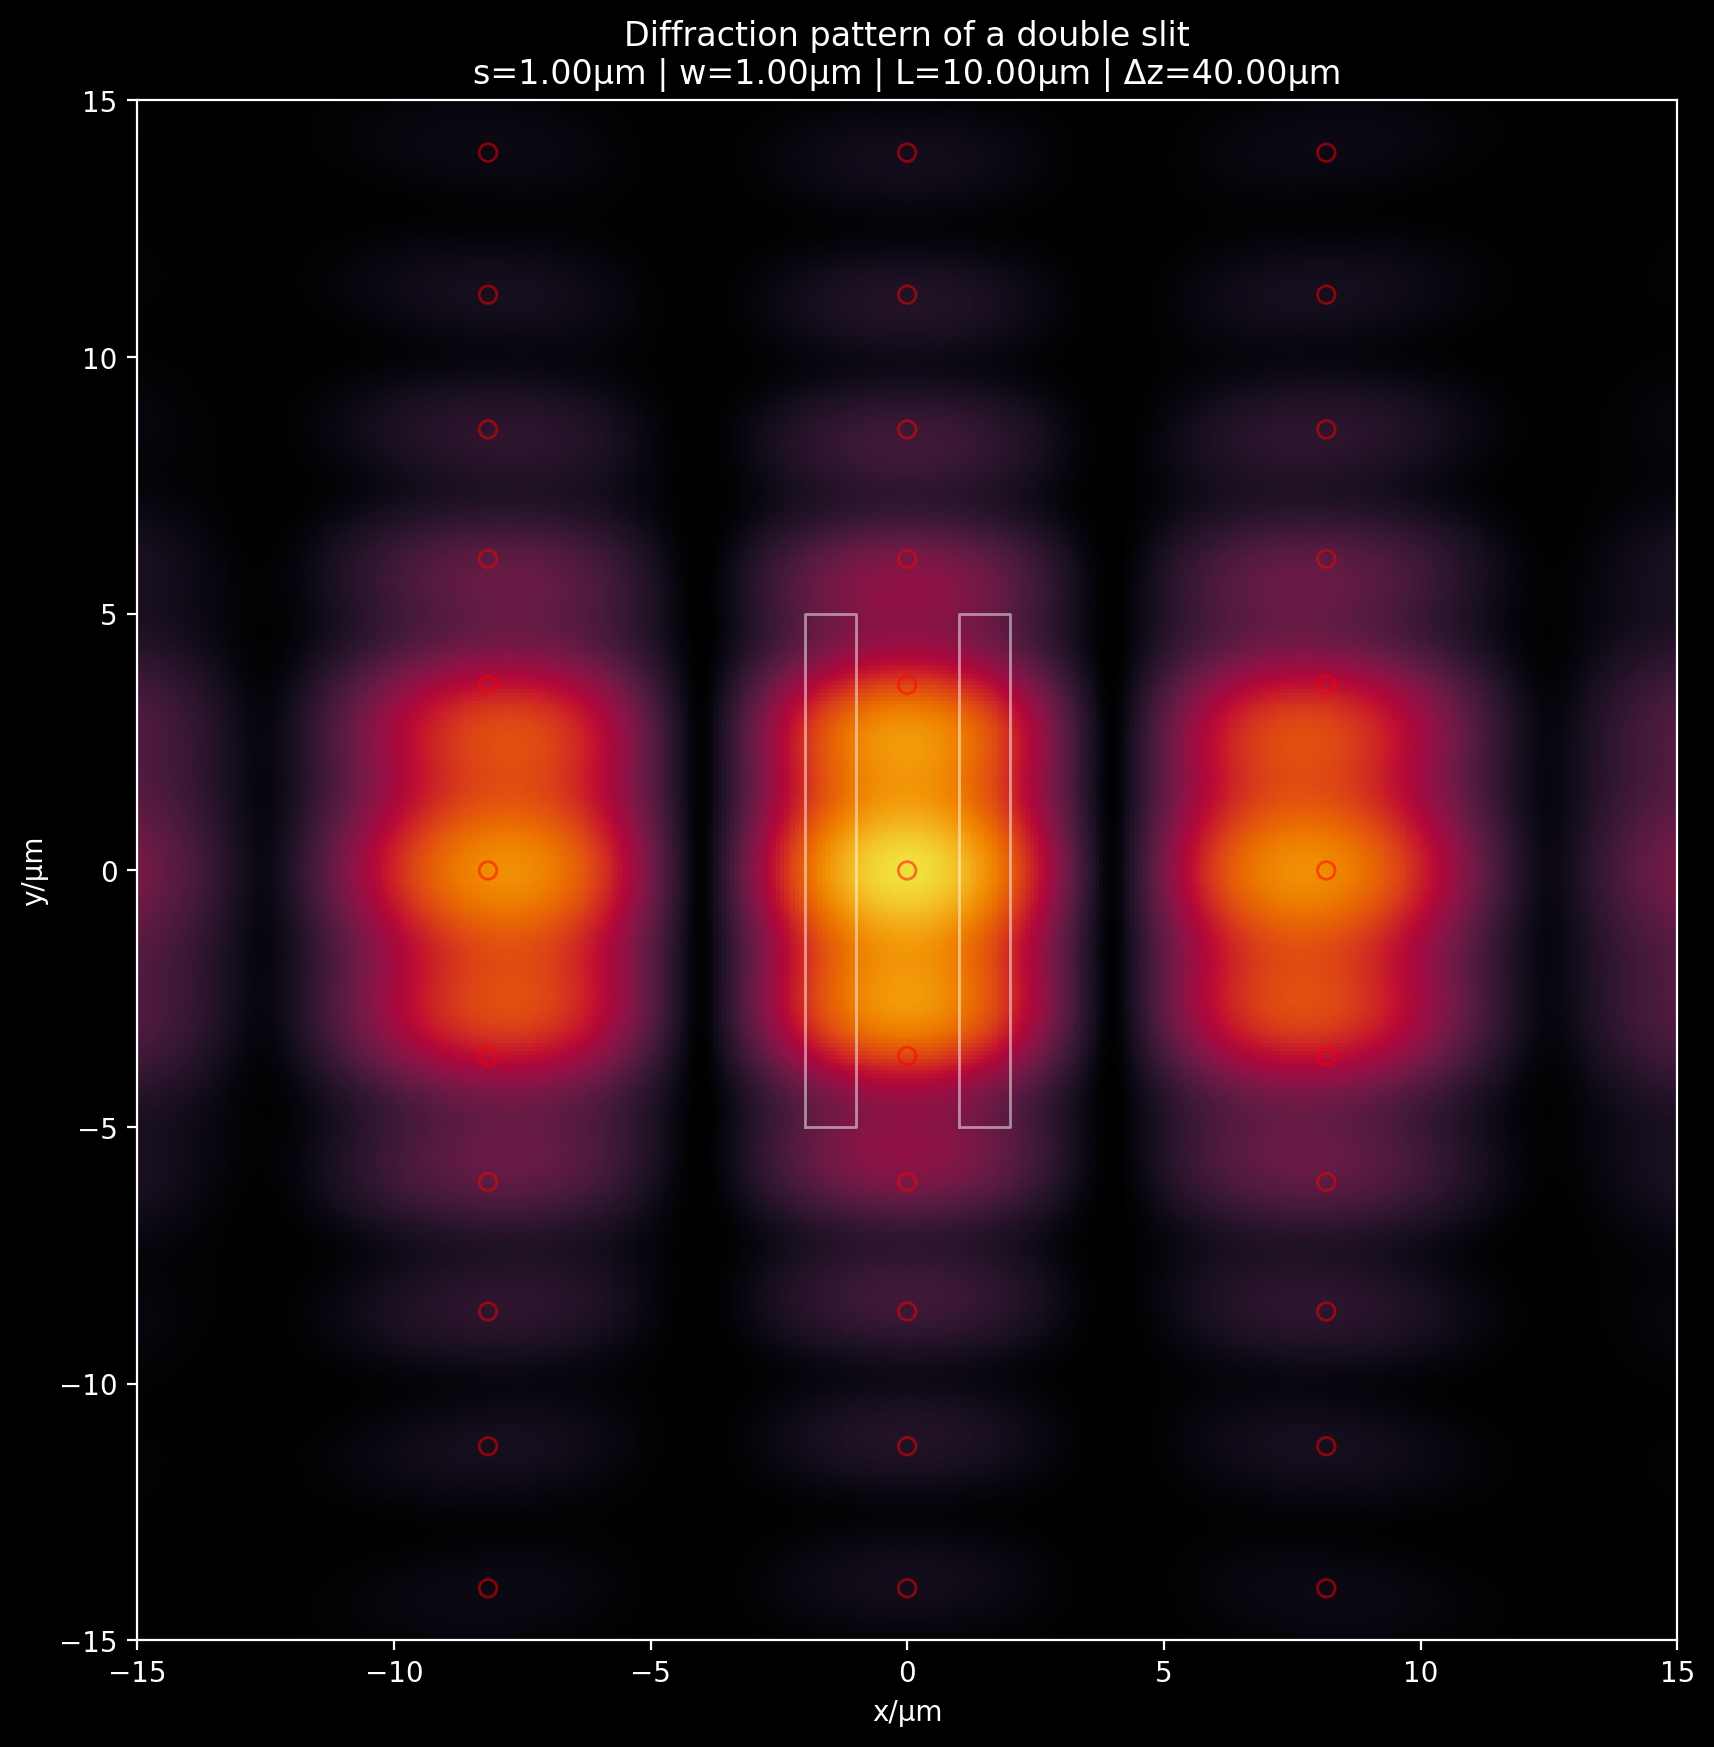 Diffraction pattern of a double slit
s=1.00μm | w=1.00μm | L=10.00μm | Δz=40.00μm
15
10
5
0
−5
−10
−15
y/μm
−15 −10 −5 0 5 10 15
x/μm